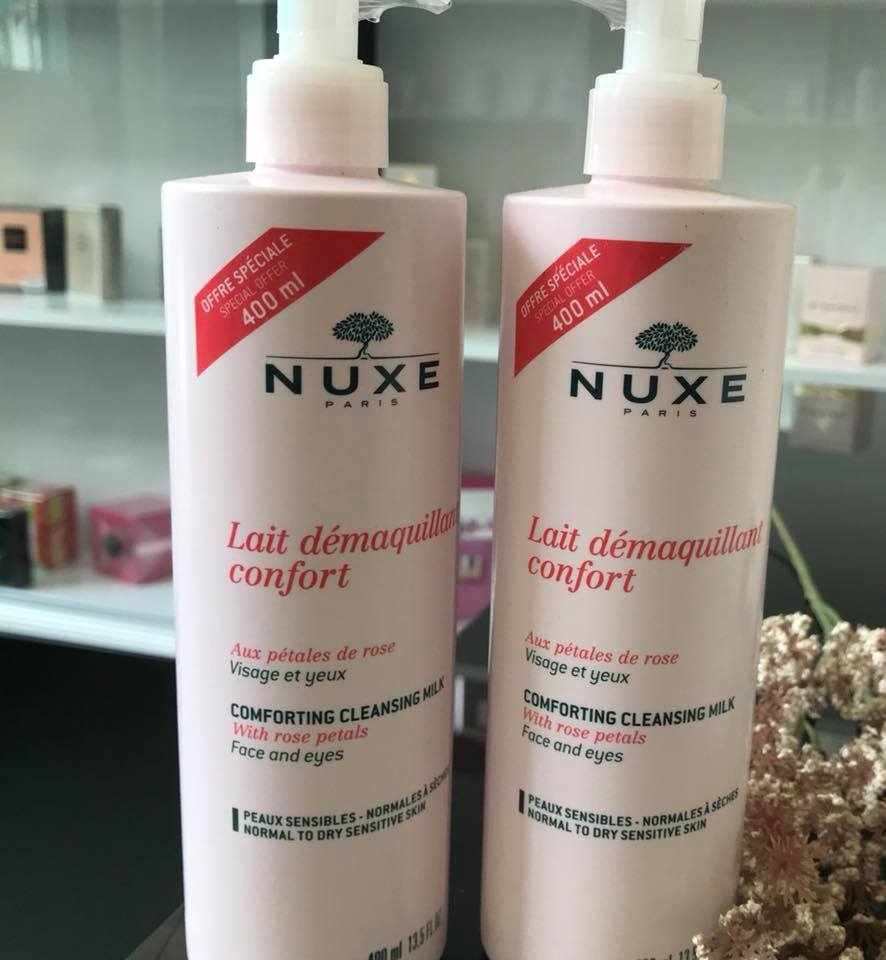 OFFRE SPÉCIALE
SPECIAL OFFER
400 ml
NUXE
PARIS
Lait démaquillant
confort
Aux pétales de rose
Visage et yeux
COMFORTING CLEANSING MILK
With rose petals
Face and eyes
PEAUX SENSIBLES - NORMALES À SÈCHES
NORMAL TO DRY SENSITIVE SKIN
400 ml 13.5 FL.OZ.
OFFRE SPÉCIALE
SPECIAL OFFER
400 ml
NUXE
PARIS
Lait démaquillant
confort
Aux pétales de rose
Visage et yeux
COMFORTING CLEANSING MILK
With rose petals
Face and eyes
PEAUX SENSIBLES - NORMALES À SÈCHES
NORMAL TO DRY SENSITIVE SKIN